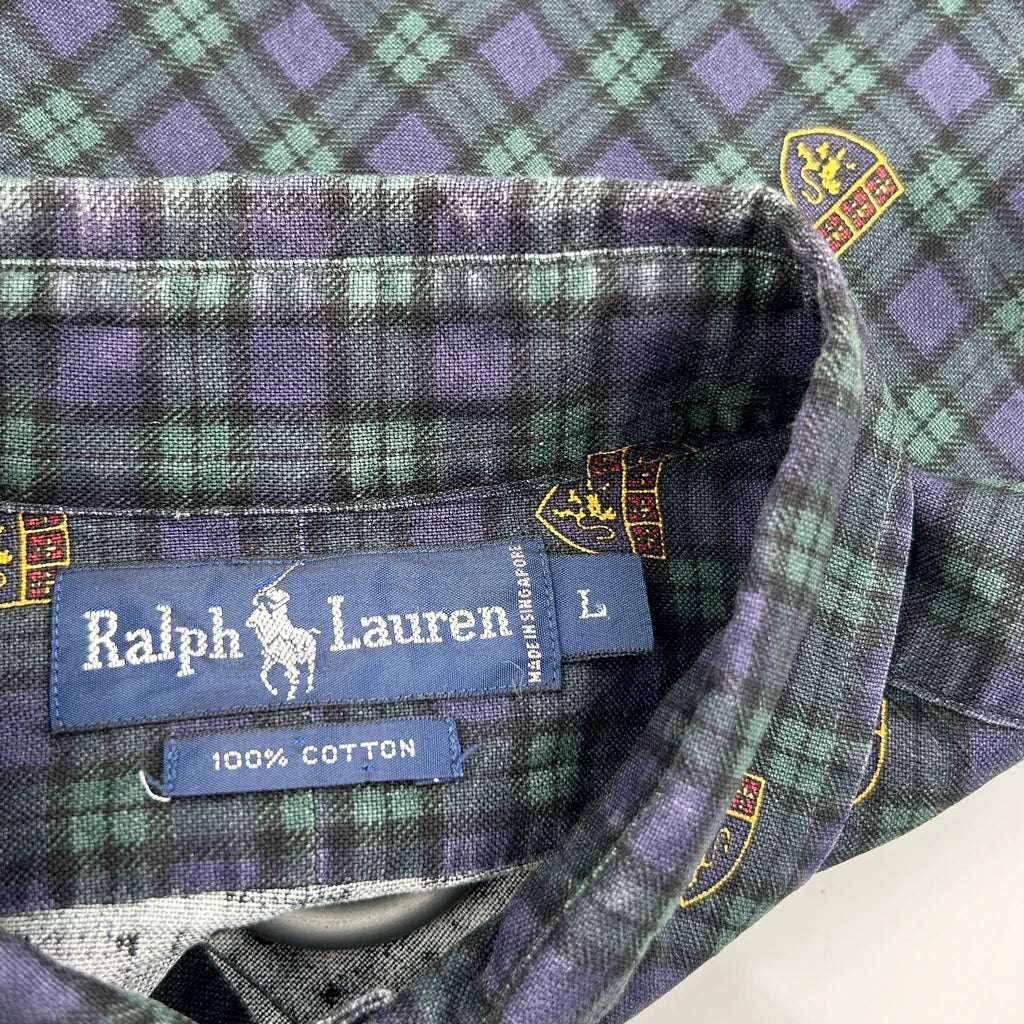 Ralph Lauren
MADE IN SINGAPORE
L
100% COTTON